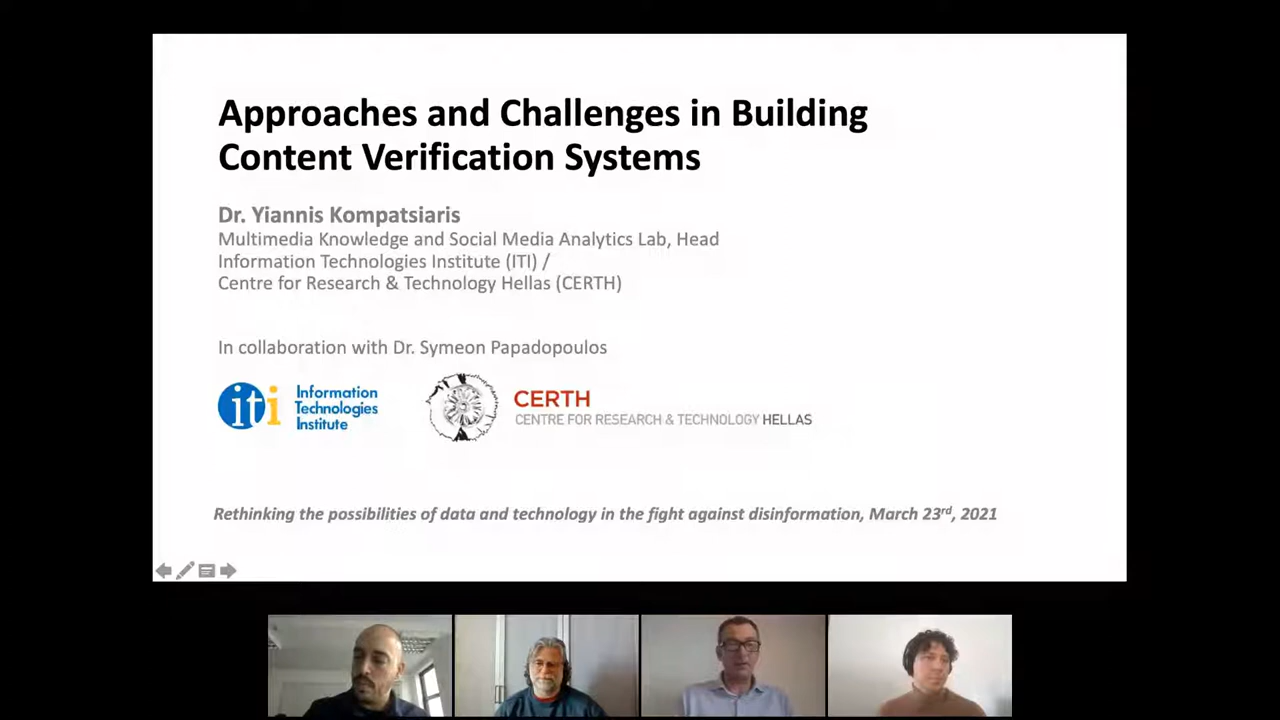 Approaches and Challenges in Building
Content Verification Systems
Dr. Yiannis Kompatsiaris
Multimedia Knowledge and Social Media Analytics Lab, Head
Information Technologies Institute (ITI) /
Centre for Research & Technology Hellas (CERTH)
In collaboration with Dr. Symeon Papadopoulos
iti
Information
Technologies
Institute
CERTH
CENTRE FOR RESEARCH & TECHNOLOGY HELLAS
Rethinking the possibilities of data and technology in the fight against disinformation, March 23rd, 2021